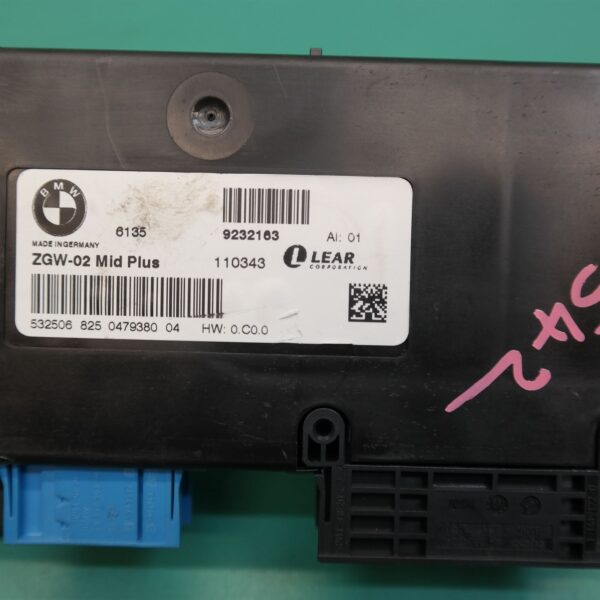 BMW
6135 9232163 AI: 01
MADE IN GERMANY
ZGW-02 Mid Plus 110343 LEAR
CORPORATION
532506 825 0479380 04 HW: 0.C0.0